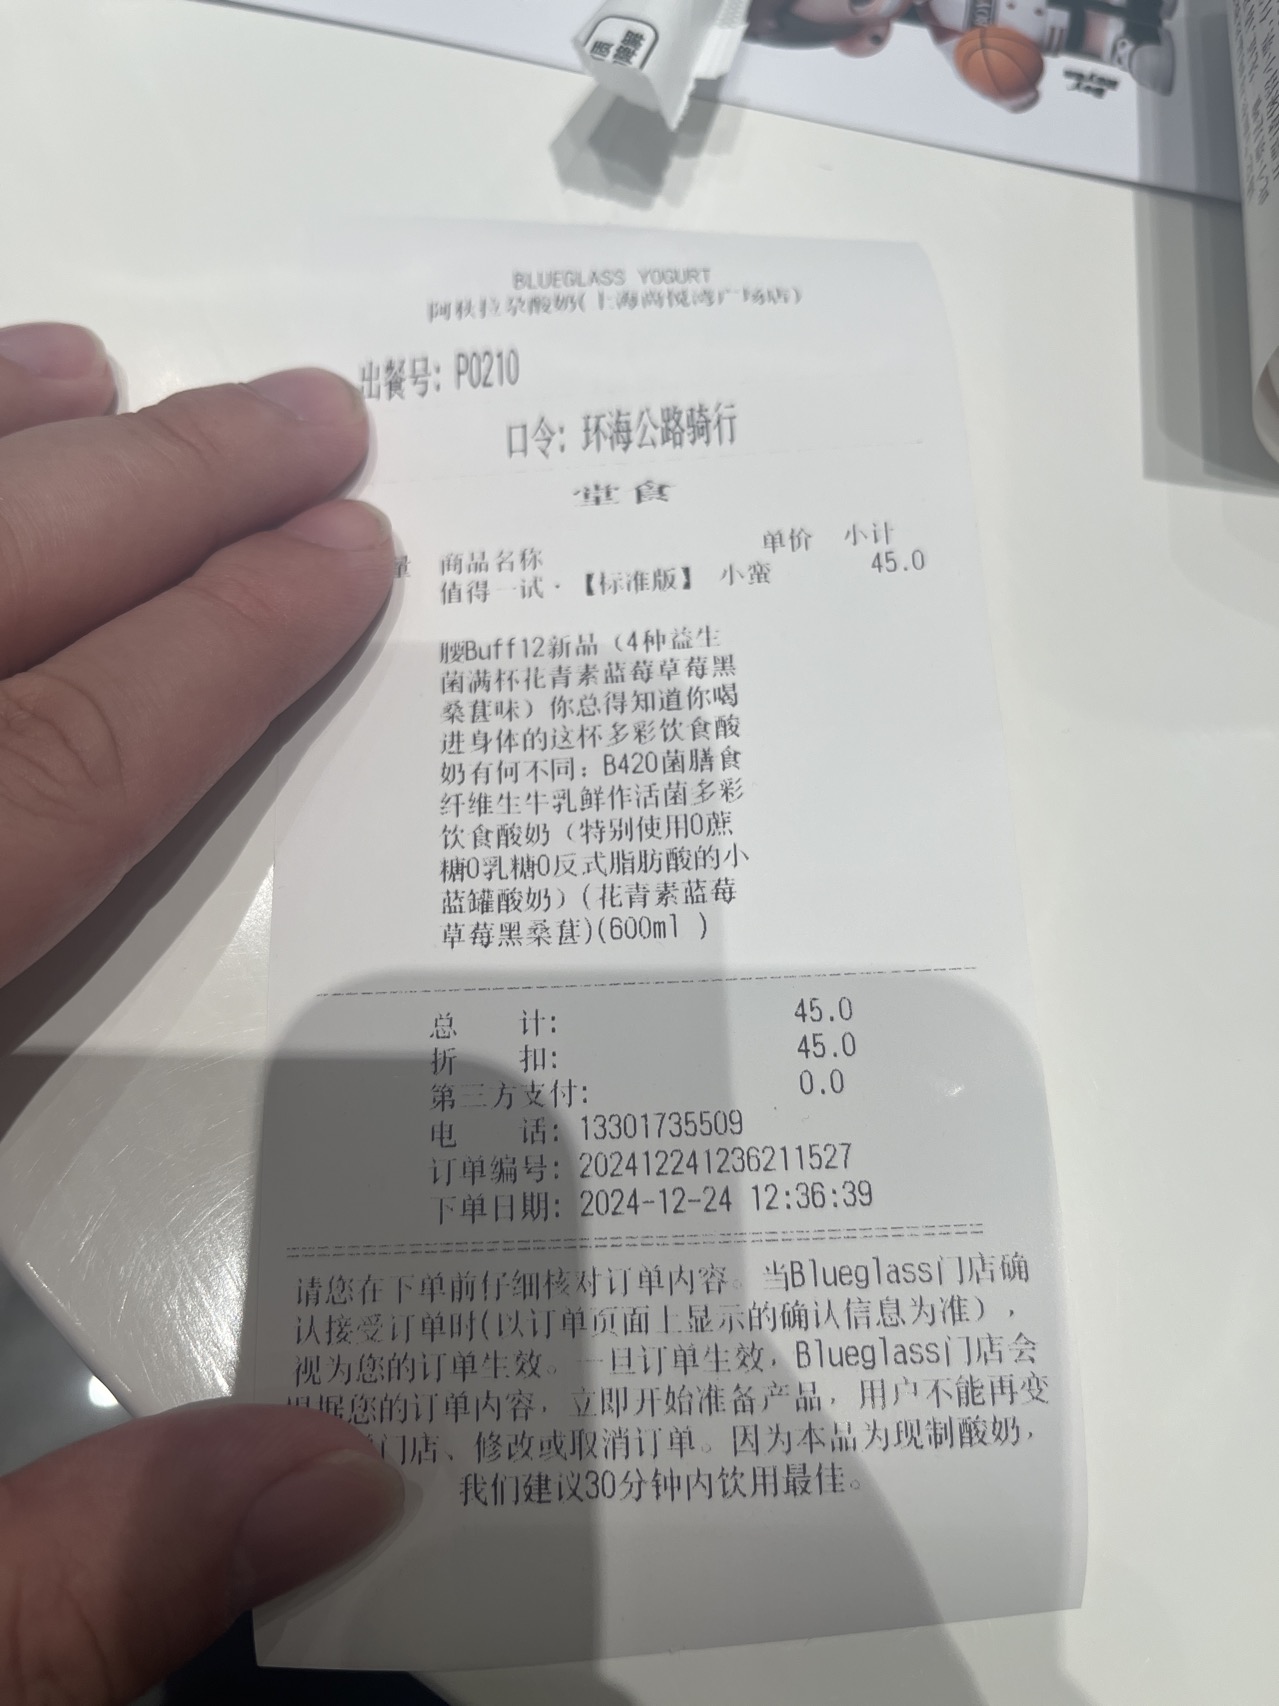 BLUEGLASS YOGURT
阿秋拉尕酸奶(上海高悦湾广场店)
出餐号: P0210
口令: 环海公路骑行
堂食
量 商品名称 单价 小计
值得一试·【标准版】 小蛮 45.0
腰Buff12新品（4种益生
菌满杯花青素蓝莓草莓黑
桑葚味）你总得知道你喝
进身体的这杯多彩饮食酸
奶有何不同: B420菌膳食
纤维生牛乳鲜作活菌多彩
饮食酸奶（特别使用0蔗
糖0乳糖0反式脂肪酸的小
蓝罐酸奶）(花青素蓝莓
草莓黑桑葚)(600ml )
总 计: 45.0
折 扣: 45.0
第三方支付: 0.0
电 话: 13301735509
订单编号: 202412241236211527
下单日期: 2024-12-24 12:36:39
请您在下单前仔细核对订单内容。当Blueglass门店确
认接受订单时(以订单页面上显示的确认信息为准)，
视为您的订单生效。一旦订单生效，Blueglass门店会
根据您的订单内容，立即开始准备产品，用户不能再变
门店、修改或取消订单。因为本品为现制酸奶，
我们建议30分钟内饮用最佳。